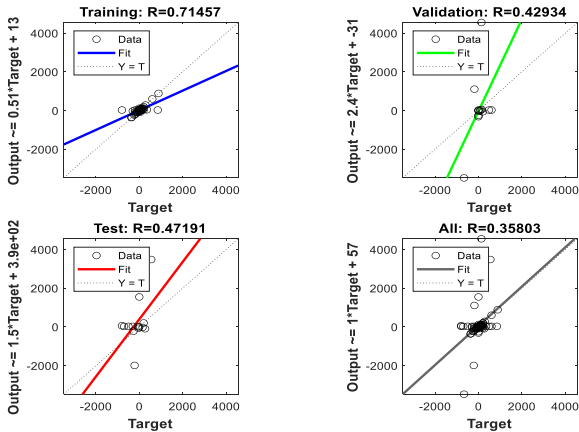 Training: R=0.71457
Output ~= 0.51*Target + 13
4000
2000
0
-2000
Data
Fit
Y = T
-2000 0 2000 4000
Target
Validation: R=0.42934
Output ~= 2.4*Target + -31
4000
2000
0
-2000
Data
Fit
Y = T
-2000 0 2000 4000
Target
Test: R=0.47191
Output ~= 1.5*Target + 3.9e+02
4000
2000
0
-2000
Data
Fit
Y = T
-2000 0 2000 4000
Target
All: R=0.35803
Output ~= 1*Target + 57
4000
2000
0
-2000
Data
Fit
Y = T
-2000 0 2000 4000
Target